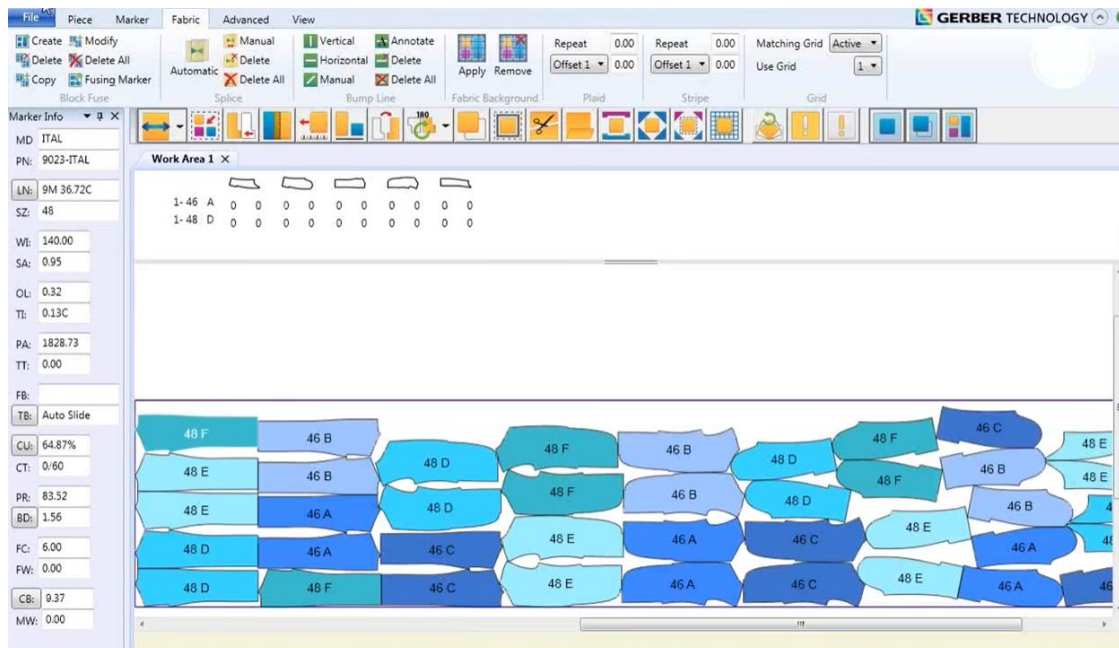 File Piece Marker Fabric Advanced View GERBER TECHNOLOGY
Create Modify Manual Vertical Annotate Repeat 0.00 Repeat 0.00 Matching Grid Active
Delete Delete All Automatic Delete Horizontal Delete Apply Remove Offset 1 0.00 Offset 1 0.00 Use Grid 1
Copy Fusing Marker Delete All Manual Delete All
Block Fuse Splice Bump Line Fabric Background Plaid Stripe Grid
Marker Info 180
MD ITAL
PN: 9023-ITAL Work Area 1
LN: 9M 36.72C
SZ: 48
1- 46 A 0 0 0 0 0 0 0 0 0 0
1- 48 D 0 0 0 0 0 0 0 0 0 0
WI: 140.00
SA: 0.95
OL: 0.32
TI: 0.13C
PA: 1828.73
TT: 0.00
FB:
TB: Auto Slide
CU: 64.87%
CT: 0/60
PR: 83.52
BD: 1.56
FC: 6.00
FW: 0.00
CB: 9.37
MW: 0.00
48 F 46 B 48 D 48 F 46 B 48 D 48 F 46 C 48 E
48 E 46 B 48 D 48 F 46 B 48 D 48 F 46 B 48 E
48 E 46 A 46 C 48 E 46 A 46 C 48 E 46 B 4
48 D 46 A 46 C 48 E 46 A 46 C 48 E 46 A 48
48 D 48 F 46 A 46